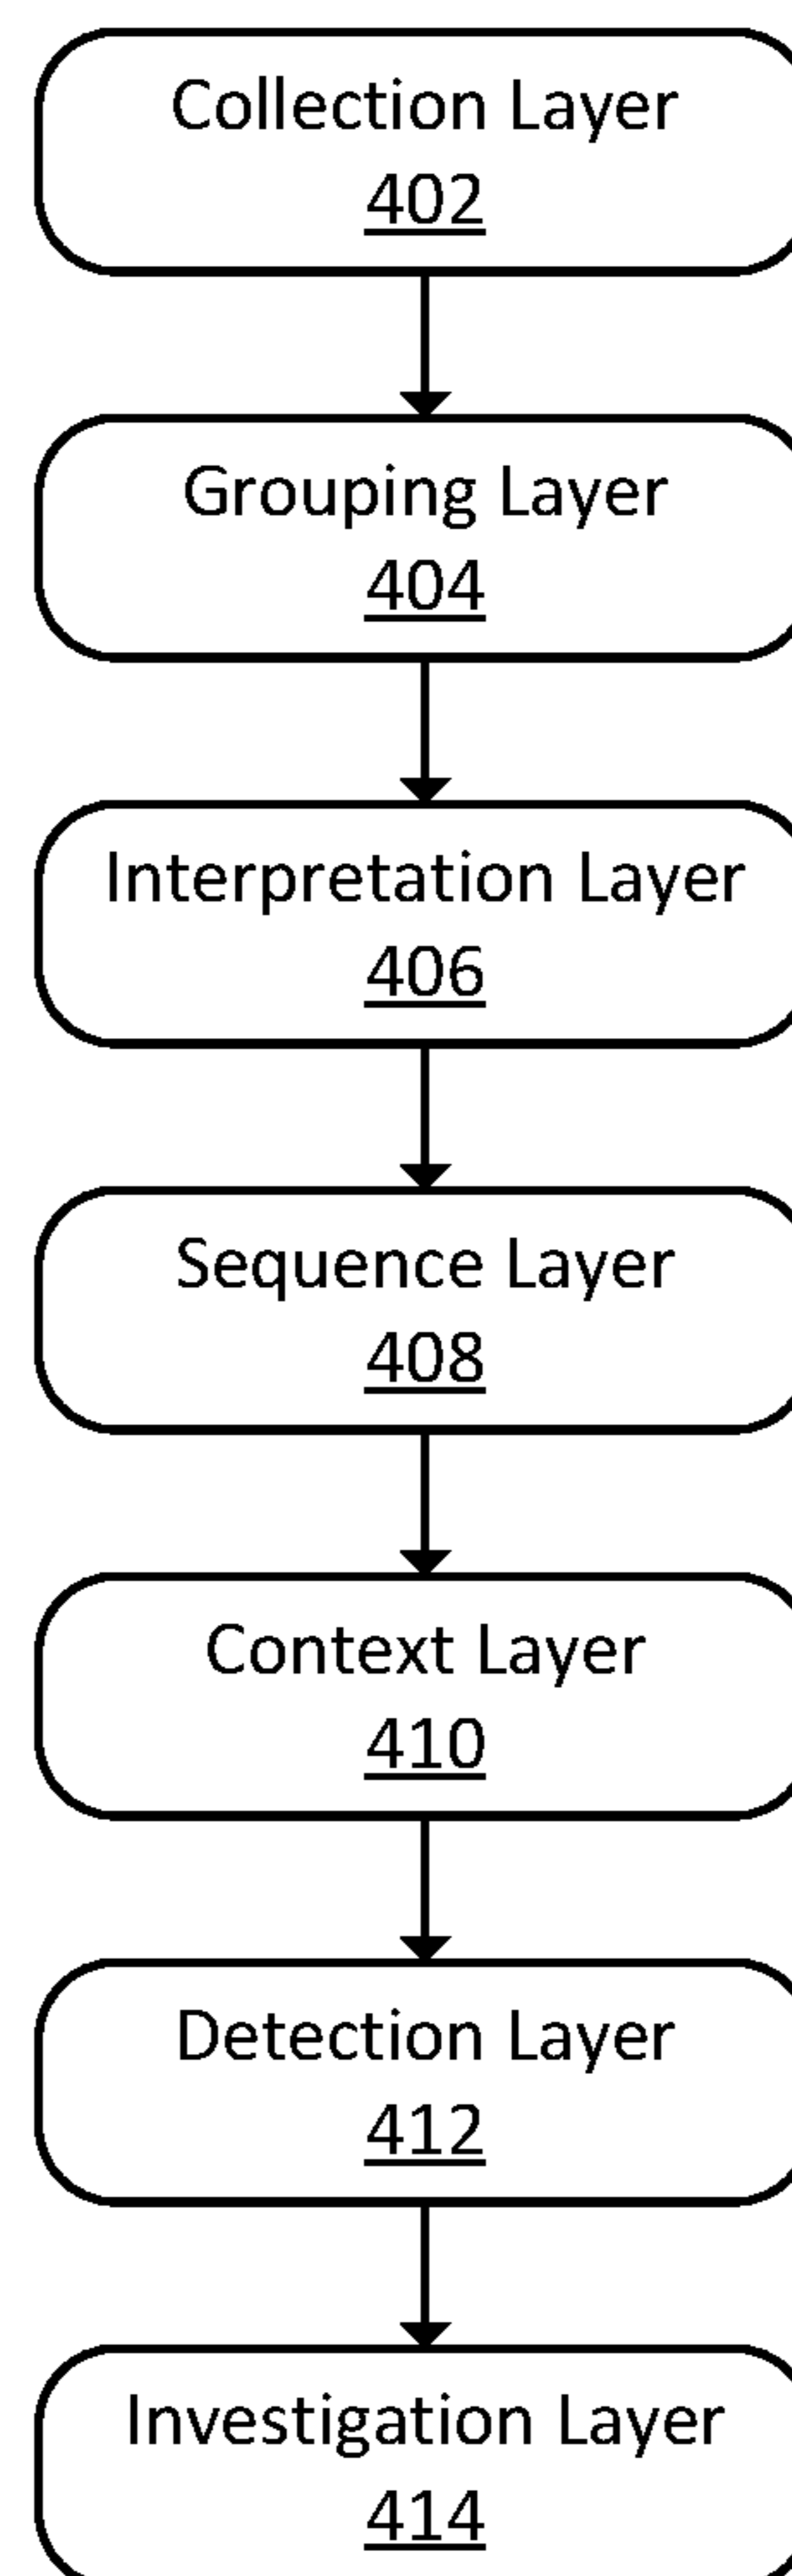 Collection Layer
402
Grouping Layer
404
Interpretation Layer
406
Sequence Layer
408
Context Layer
410
Detection Layer
412
Investigation Layer
414